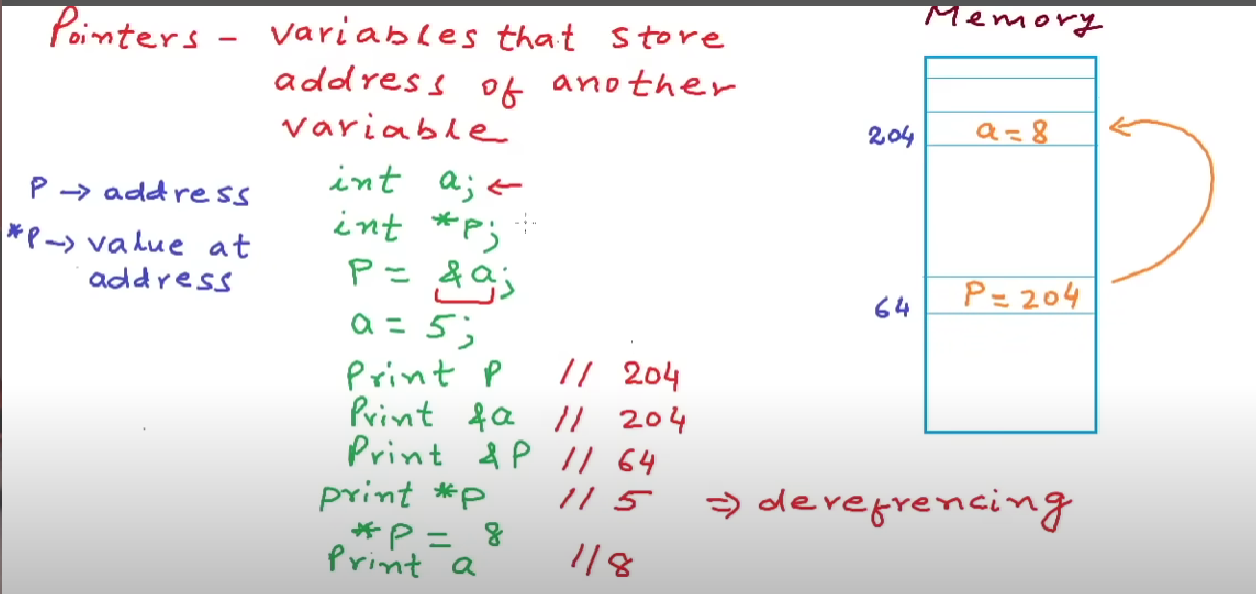 Pointers - variables that store
address of another
variable
P → address
*P → value at
address
int a; ←
int *P;
P = &a;
a = 5;
Print P // 204
Print &a // 204
Print &P // 64
print *p // 5 ⇒ derefrencing
*P = 8
Print a // 8
Memory
204 a = 8
64 P = 204